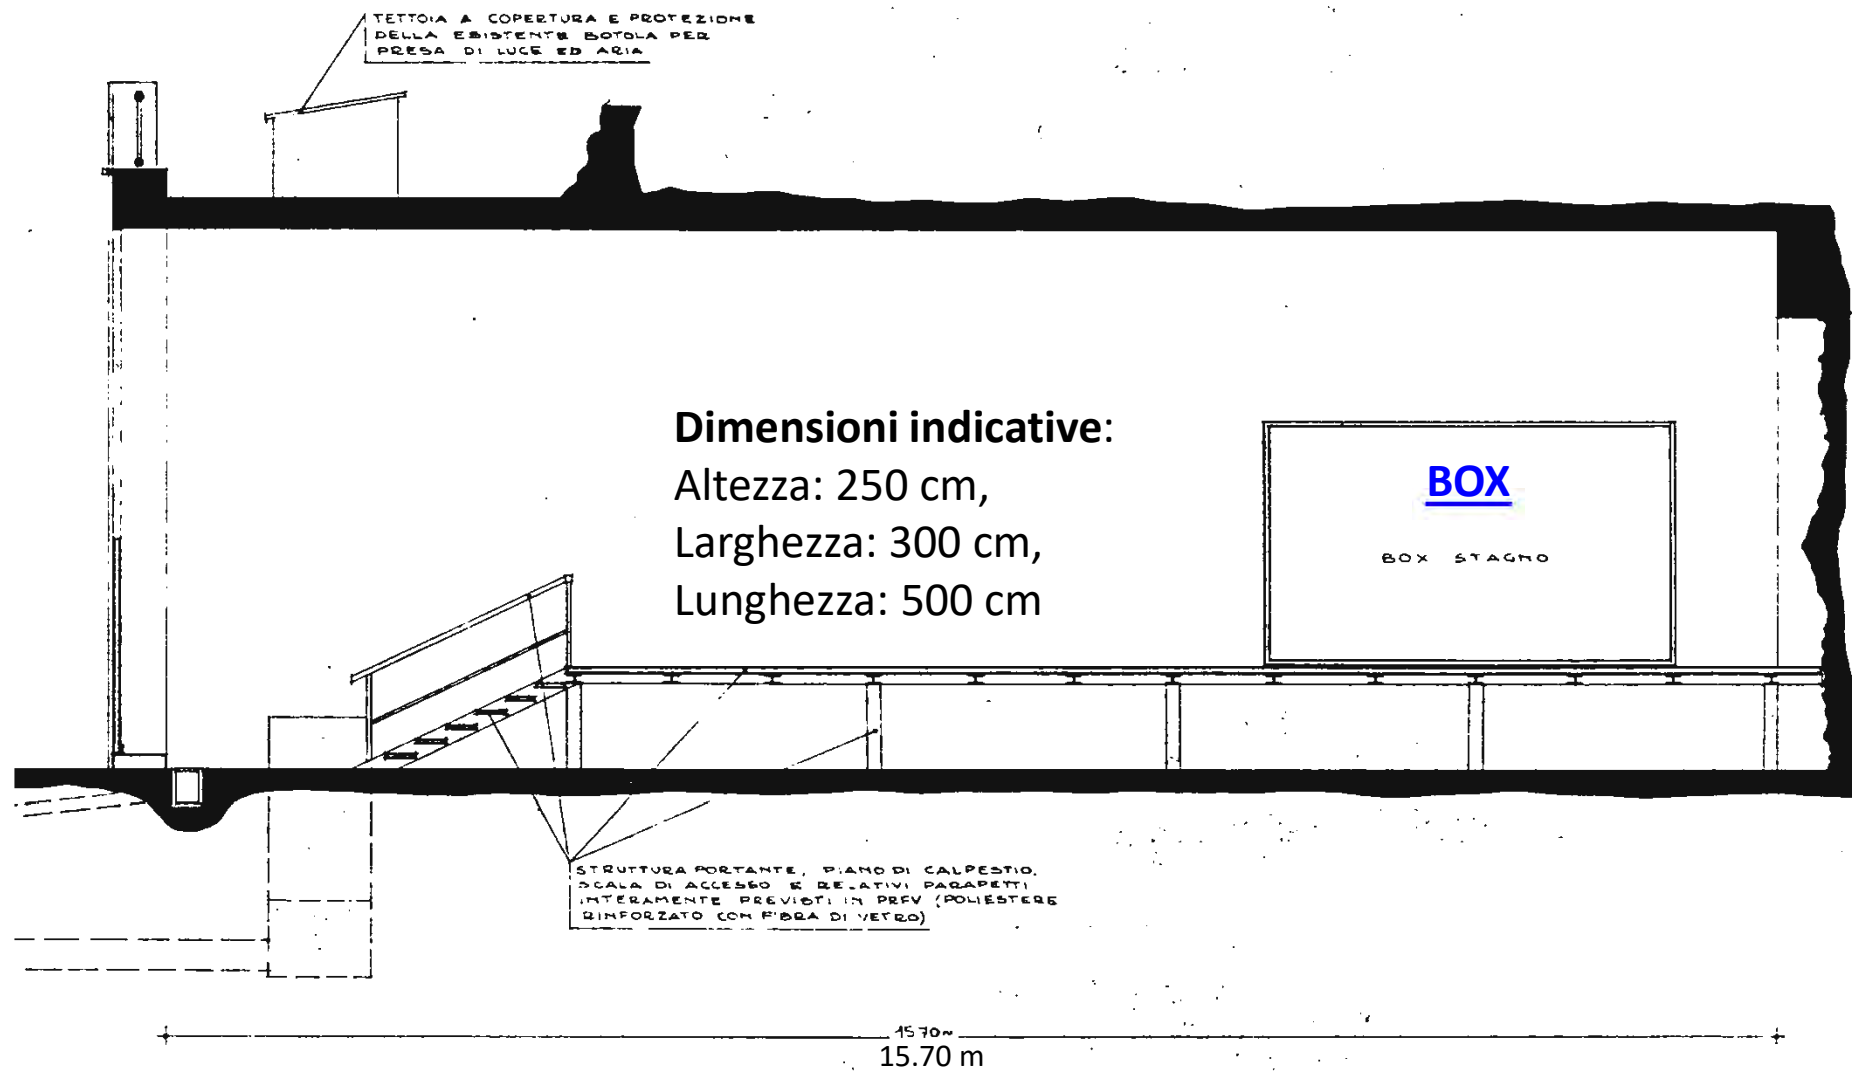 TETTOIA A COPERTURA E PROTEZIONE
DELLA ESISTENTE BOTOLA PER
PRESA DI LUCE ED ARIA
Dimensioni indicative:
Altezza: 250 cm,
Larghezza: 300 cm,
Lunghezza: 500 cm
BOX
BOX STAGNO
STRUTTURA PORTANTE, PIANO DI CALPESTIO,
SCALA DI ACCESSO E RELATIVI PARAPETTI
INTERAMENTE PREVISTI IN PRFV (POLIESTERE
RINFORZATO CON FIBRA DI VETRO)
15 70~
15.70 m